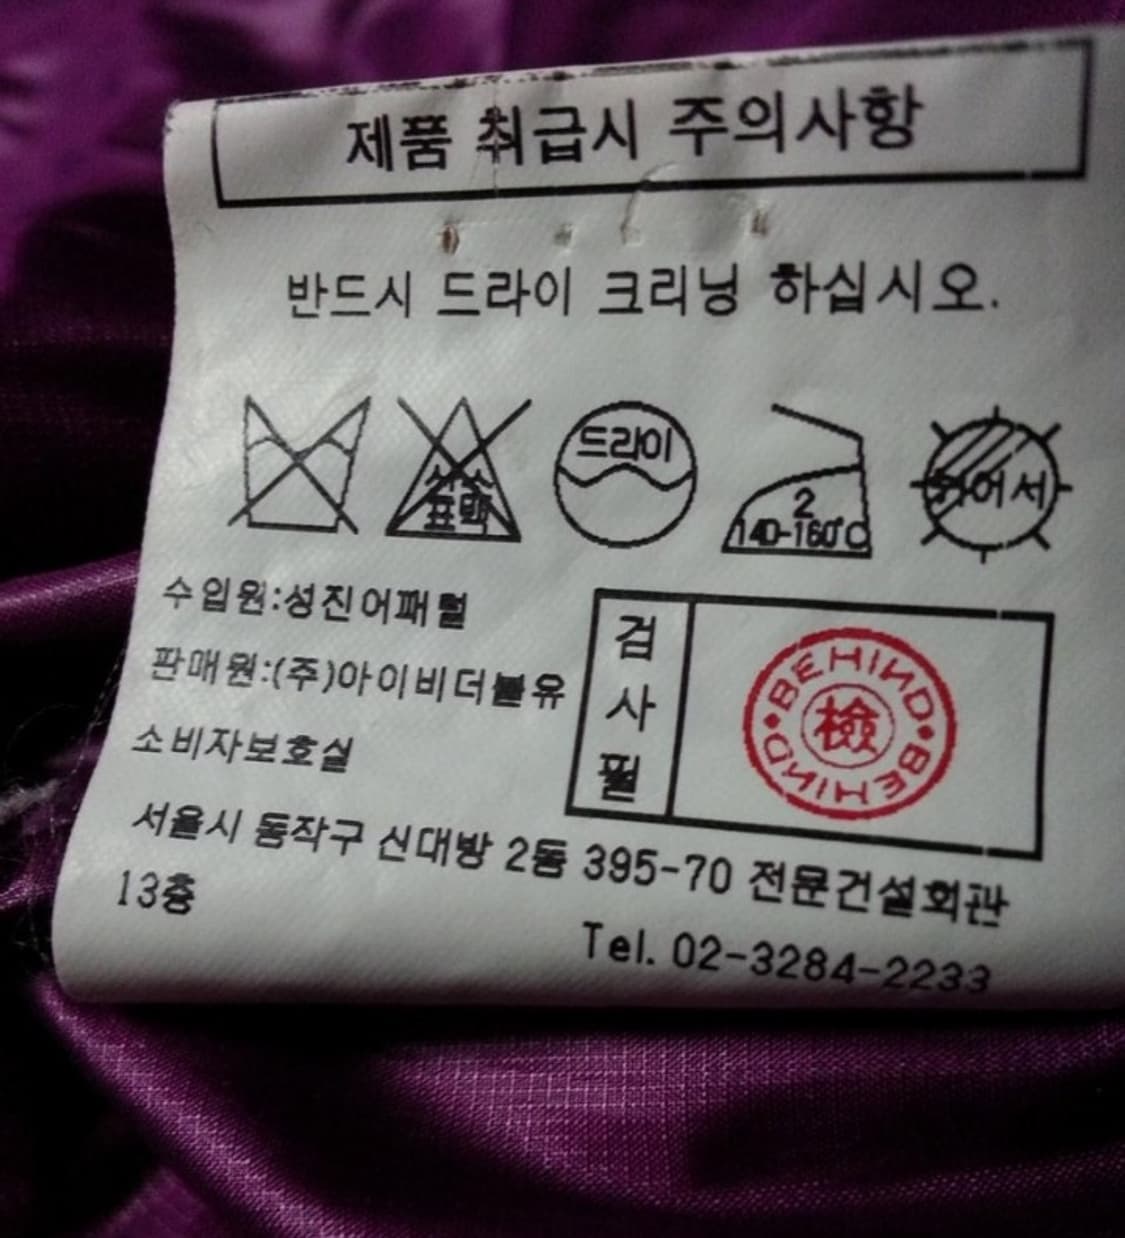 제품 취급시 주의사항
반드시 드라이 크리닝 하십시오.
드라이
2
140-160℃
뉘어서
수입원:성진어패럴
판매원:(주)아이비더블유
소비자보호실
검
사
필
BEHIND BEHIND
檢
서울시 동작구 신대방 2동 395-70 전문건설회관
13층
Tel. 02-3284-2233